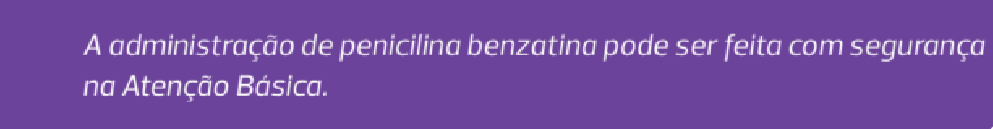 A administração de penicilina benzatina pode ser feita com segurança
na Atenção Básica.